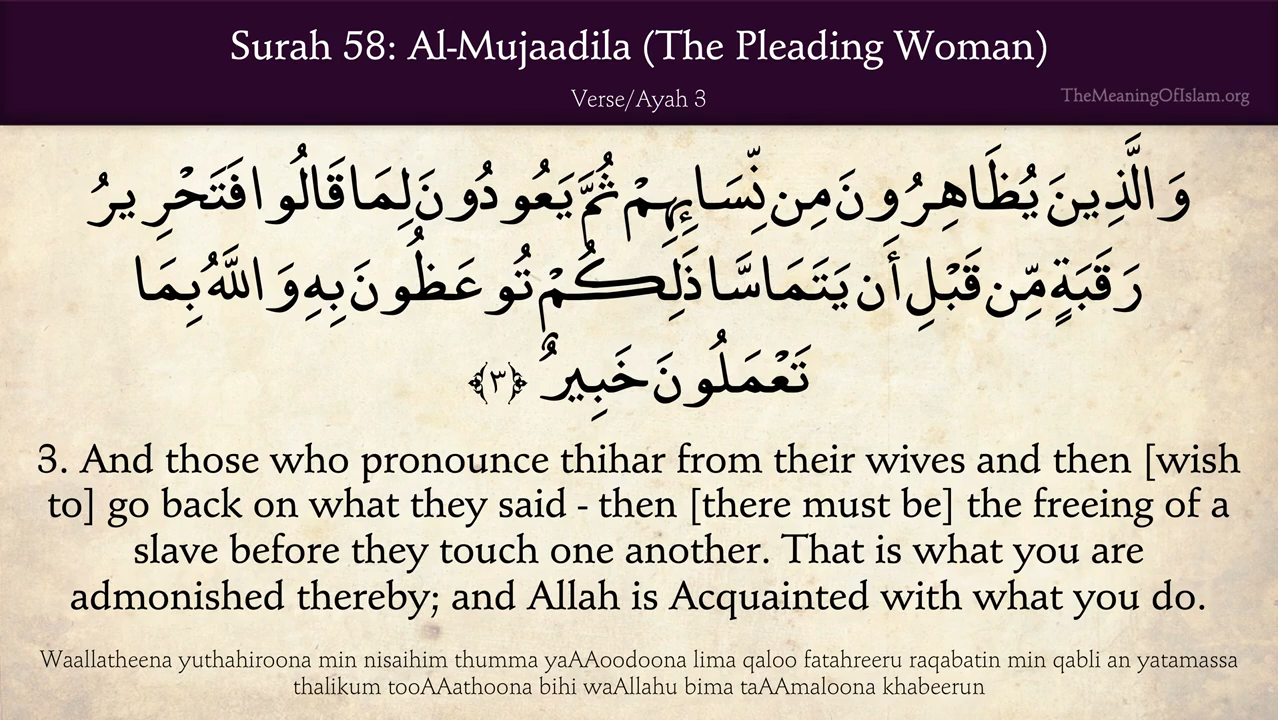 Surah 58: Al-Mujaadila (The Pleading Woman)
Verse/Ayah 3
TheMeaningOfIslam.org
وَالَّذِينَ يُظَاهِرُونَ مِن نِّسَائِهِمْ ثُمَّ يَعُودُونَ لِمَا قَالُوا فَتَحْرِيرُ
رَقَبَةٍ مِّن قَبْلِ أَن يَتَمَاسَّا ذَلِكُمْ تُوعَظُونَ بِهِ وَاللَّهُ بِمَا
تَعْمَلُونَ خَبِيرٌ ﴿٣﴾
3. And those who pronounce thihar from their wives and then [wish
to] go back on what they said - then [there must be] the freeing of a
slave before they touch one another. That is what you are
admonished thereby; and Allah is Acquainted with what you do.
Waallatheena yuthahiroona min nisaihim thumma yaAAoodoona lima qaloo fatahreeru raqabatin min qabli an yatamassa
thalikum tooAAathoona bihi waAllahu bima taAAmaloona khabeerun